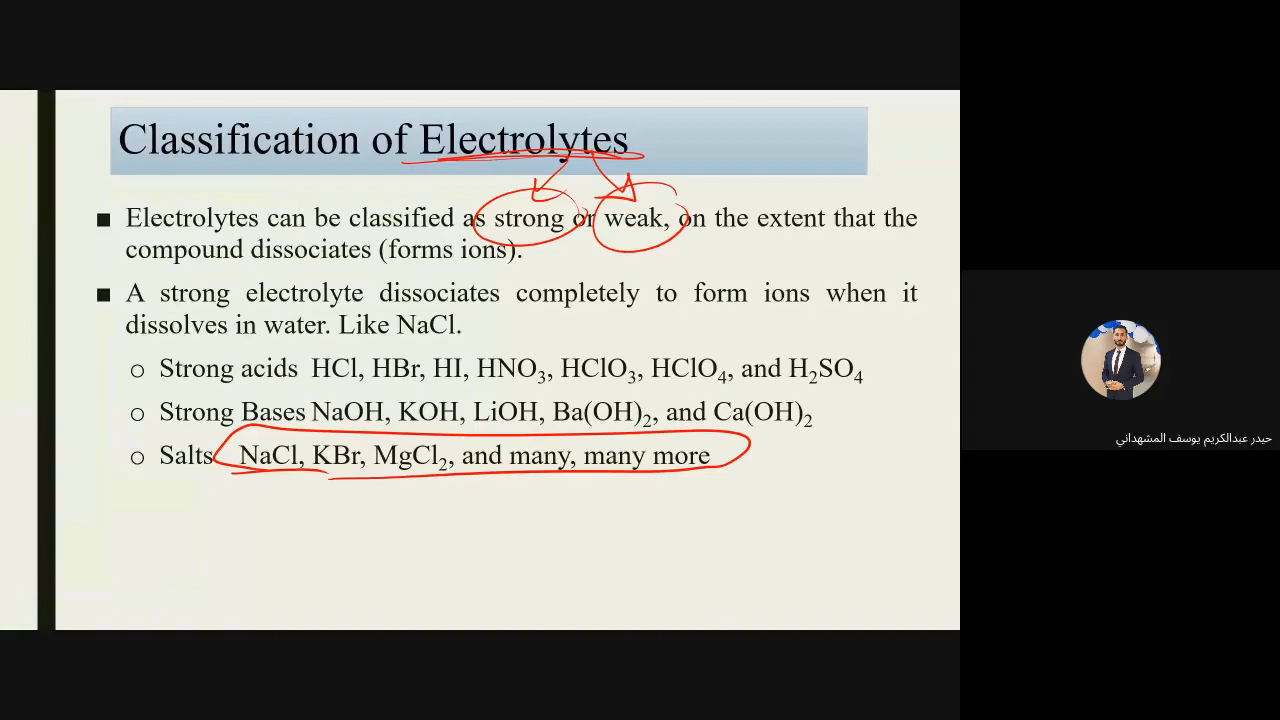 Classification of Electrolytes
■ Electrolytes can be classified as strong or weak, on the extent that the
compound dissociates (forms ions).
■ A strong electrolyte dissociates completely to form ions when it
dissolves in water. Like NaCl.
o Strong acids HCl, HBr, HI, HNO₃, HClO₃, HClO₄, and H₂SO₄
o Strong Bases NaOH, KOH, LiOH, Ba(OH)₂, and Ca(OH)₂
o Salts NaCl, KBr, MgCl₂, and many, many more
حيدر عبدالكريم يوسف المشهداني